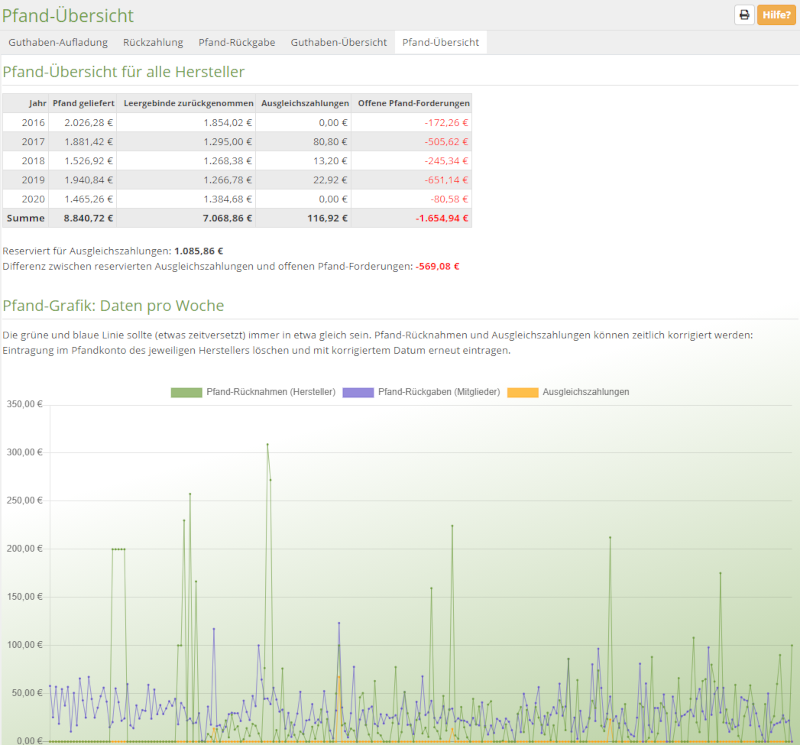 Pfand-Übersicht
Hilfe?
Guthaben-Aufladung Rückzahlung Pfand-Rückgabe Guthaben-Übersicht Pfand-Übersicht
Pfand-Übersicht für alle Hersteller
Jahr Pfand geliefert Leergebinde zurückgenommen Ausgleichszahlungen Offene Pfand-Forderungen
2016 2.026,28 € 1.854,02 € 0,00 € -172,26 €
2017 1.881,42 € 1.295,00 € 80,80 € -505,62 €
2018 1.526,92 € 1.268,38 € 13,20 € -245,34 €
2019 1.940,84 € 1.266,78 € 22,92 € -651,14 €
2020 1.465,26 € 1.384,68 € 0,00 € -80,58 €
Summe 8.840,72 € 7.068,86 € 116,92 € -1.654,94 €
Reserviert für Ausgleichszahlungen: 1.085,86 €
Differenz zwischen reservierten Ausgleichszahlungen und offenen Pfand-Forderungen: -569,08 €
Pfand-Grafik: Daten pro Woche
Die grüne und blaue Linie sollte (etwas zeitversetzt) immer in etwa gleich sein. Pfand-Rücknahmen und Ausgleichszahlungen können zeitlich korrigiert werden:
Eintragung im Pfandkonto des jeweiligen Herstellers löschen und mit korrigiertem Datum erneut eintragen.
Pfand-Rücknahmen (Hersteller) Pfand-Rückgaben (Mitglieder) Ausgleichszahlungen
350,00 €
300,00 €
250,00 €
200,00 €
150,00 €
100,00 €
50,00 €
0,00 €